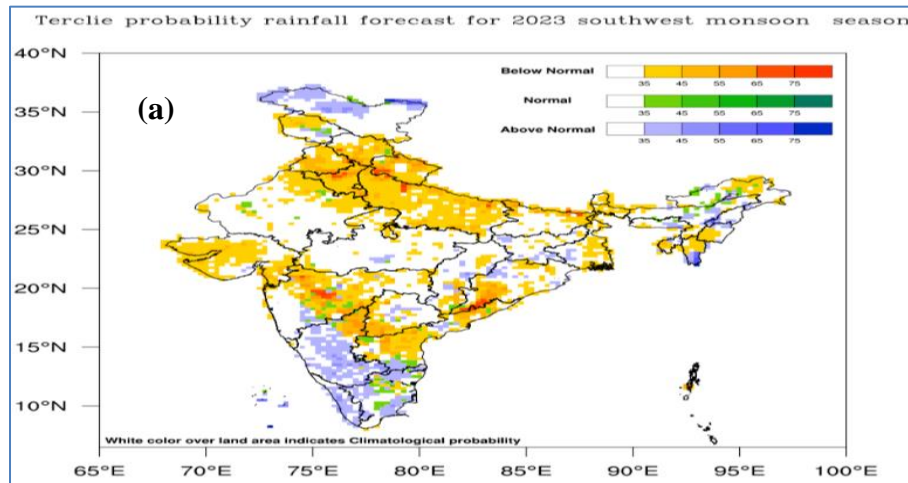 Terclie probability rainfall forecast for 2023 southwest monsoon season
40°N
35°N
30°N
25°N
20°N
15°N
10°N
(a)
Below Normal
35 45 55 65 75
Normal
35 45 55 65 75
Above Normal
35 45 55 65 75
White color over land area indicates Climatological probability
65°E 70°E 75°E 80°E 85°E 90°E 95°E 100°E